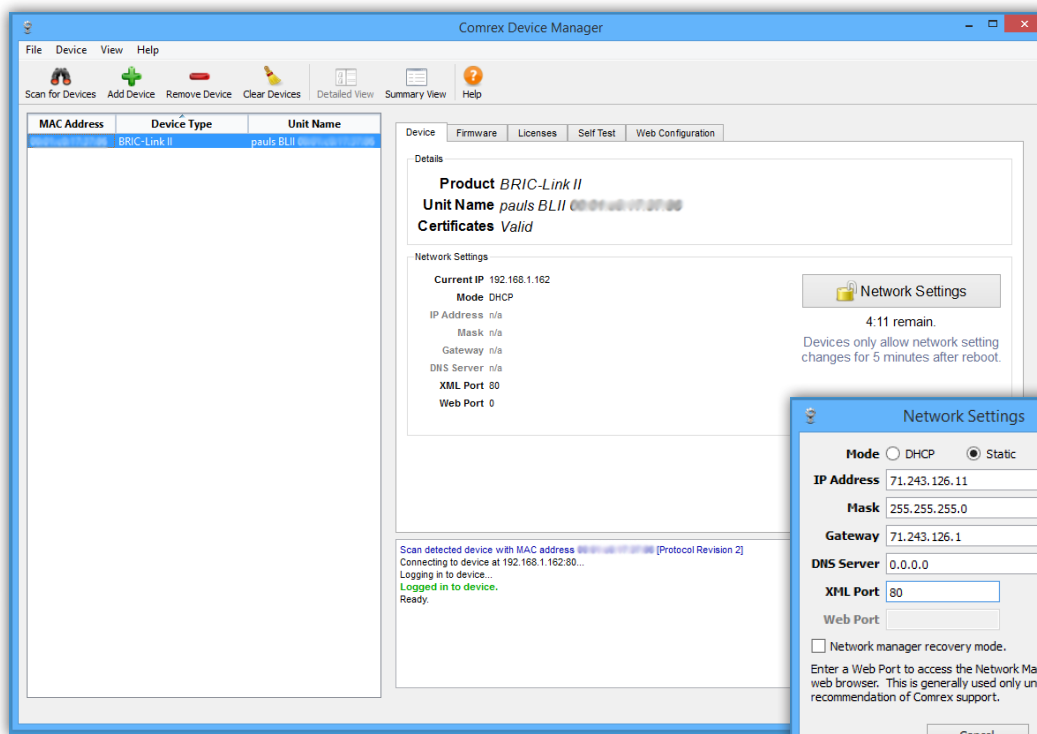 Comrex Device Manager
File Device View Help
Scan for Devices Add Device Remove Device Clear Devices Detailed View Summary View Help
MAC Address Device Type Unit Name
BRIC-Link II pauls BLII
Device Firmware Licenses Self Test Web Configuration
Details
Product BRIC-Link II
Unit Name pauls BLII
Certificates Valid
Network Settings
Current IP 192.168.1.162
Mode DHCP
IP Address n/a
Mask n/a
Gateway n/a
DNS Server n/a
XML Port 80
Web Port 0
Network Settings
4:11 remain.
Devices only allow network setting
changes for 5 minutes after reboot.
Scan detected device with MAC address [Protocol Revision 2]
Connecting to device at 192.168.1.162:80...
Logging in to device...
Logged in to device.
Ready.
Network Settings
Mode DHCP Static
IP Address 71.243.126.11
Mask 255.255.255.0
Gateway 71.243.126.1
DNS Server 0.0.0.0
XML Port 80
Web Port
Network manager recovery mode.
Enter a Web Port to access the Network Ma
web browser. This is generally used only un
recommendation of Comrex support.